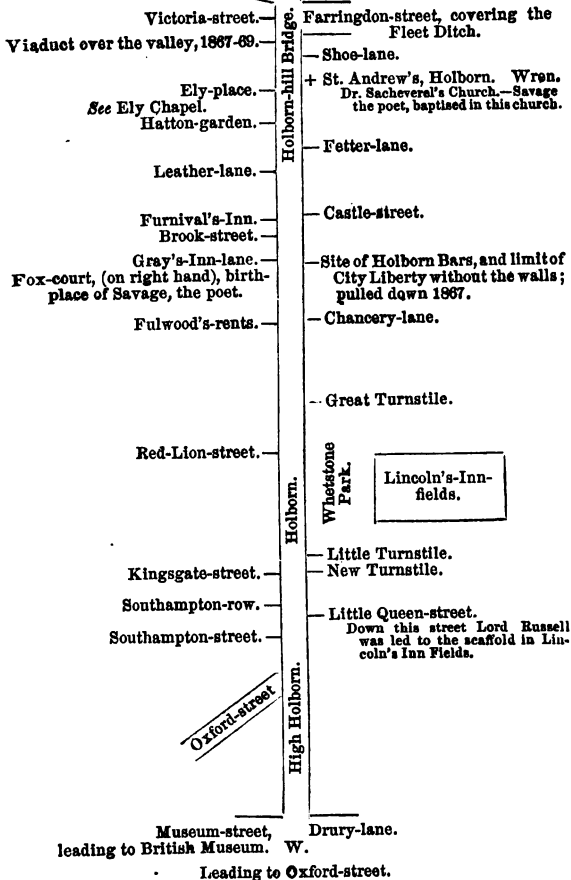 Victoria-street.
Farringdon-street, covering the
Fleet Ditch.
Viaduct over the valley, 1867-69.
Shoe-lane.
Holborn-hill Bridge.
+ St. Andrew's, Holborn. Wren.
Dr. Sacheverel's Church.—Savage
the poet, baptised in this church.
Ely-place.
See Ely Chapel.
Hatton-garden.
Fetter-lane.
Leather-lane.
Castle-street.
Furnival's-Inn.
Brook-street.
Gray's-Inn-lane.
Fox-court, (on right hand), birth-
place of Savage, the poet.
Site of Holborn Bars, and limit of
City Liberty without the walls;
pulled down 1867.
Fulwood's-rents.
Chancery-lane.
Great Turnstile.
Red-Lion-street.
Holborn.
Whetstone
Park.
Lincoln's-Inn-
fields.
Little Turnstile.
Kingsgate-street.
New Turnstile.
Southampton-row.
Little Queen-street.
Down this street Lord Russell
was led to the scaffold in Lin-
coln's Inn Fields.
Southampton-street.
Oxford-street
High Holborn.
Museum-street,
leading to British Museum.
W.
Drury-lane.
Leading to Oxford-street.